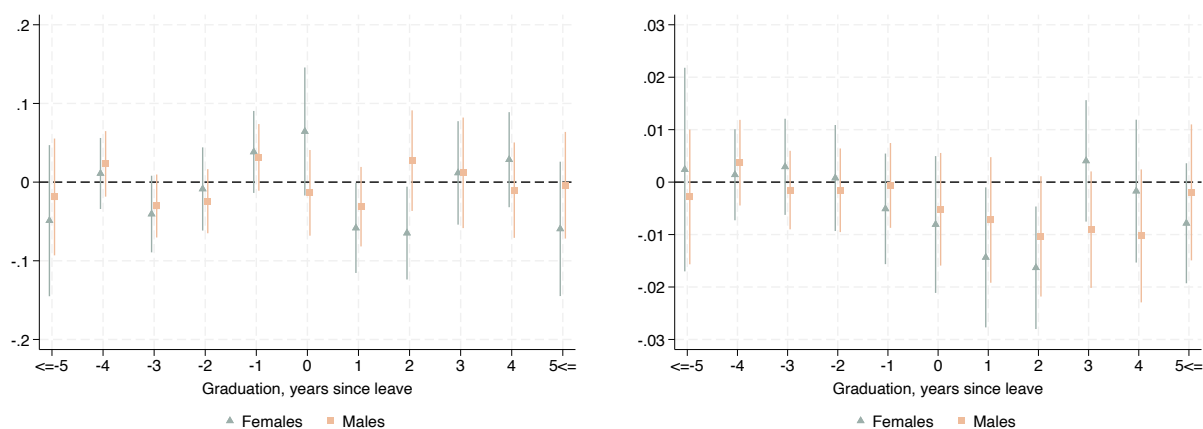 .2
.1
0
-.1
-.2
<=-5 -4 -3 -2 -1 0 1 2 3 4 5<=
Graduation, years since leave
Females Males
.03
.02
.01
0
-.01
-.02
-.03
<=-5 -4 -3 -2 -1 0 1 2 3 4 5<=
Graduation, years since leave
Females Males